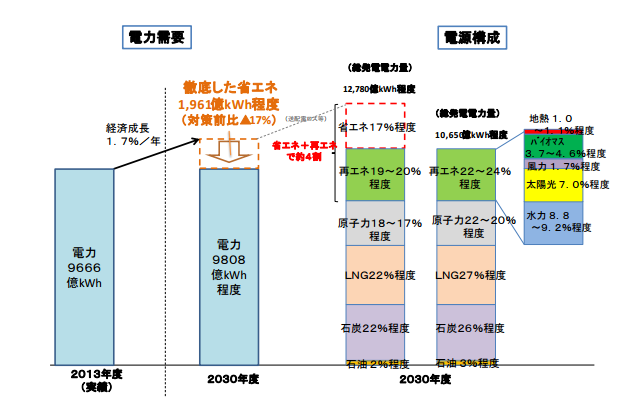 電力需要
電源構成
徹底した省エネ
1,961億kWh程度
（対策前比▲17%）
経済成長
１．７％／年
電力
9666
億kWh
電力
9808
億kWh
程度
2013年度
（実績）
2030年度
（総発電電力量）
12,780億kWh程度
（送配電ロス等）
省エネ＋再エネ
で約４割
省エネ17%程度
再エネ19～20%
程度
原子力18～17%
程度
LNG22%程度
石炭22%程度
石油 2%程度
（総発電電力量）
10,650億kWh程度
再エネ22～24%
程度
原子力22～20%
程度
LNG27%程度
石炭26%程度
石油 3%程度
2030年度
地熱 １．０
～１．１%程度
バイオマス
３．７～４．６%程度
風力 １．７%程度
太陽光 ７．０%程度
水力 ８．８
～９．２%程度